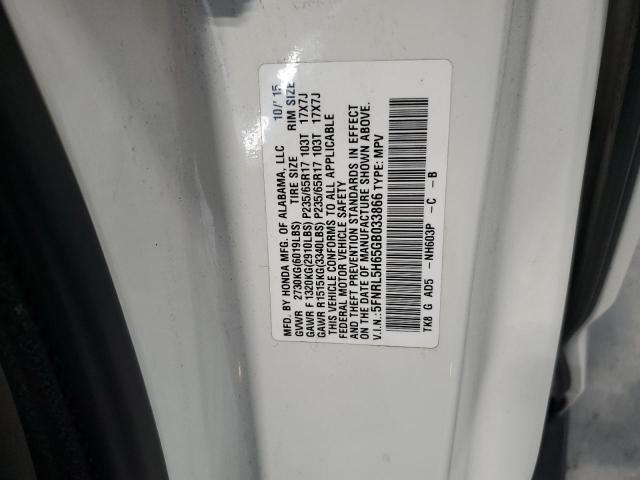 MFD. BY HONDA MFG. OF ALABAMA, LLC 10/'15
GVWR 2730KG(6019LBS) TIRE SIZE RIM SIZE
GAWR F 1320KG(2910LBS) P235/65R17 103T 17X7J
GAWR R1515KG(3340LBS) P235/65R17 103T 17X7J
THIS VEHICLE CONFORMS TO ALL APPLICABLE
FEDERAL MOTOR VEHICLE SAFETY
AND THEFT PREVENTION STANDARDS IN EFFECT
ON THE DATE OF MANUFACTURE SHOWN ABOVE.
V.I.N.: 5FNRL5H65GB033866 TYPE: MPV
TK8 G AD5 -NH603P -C -B